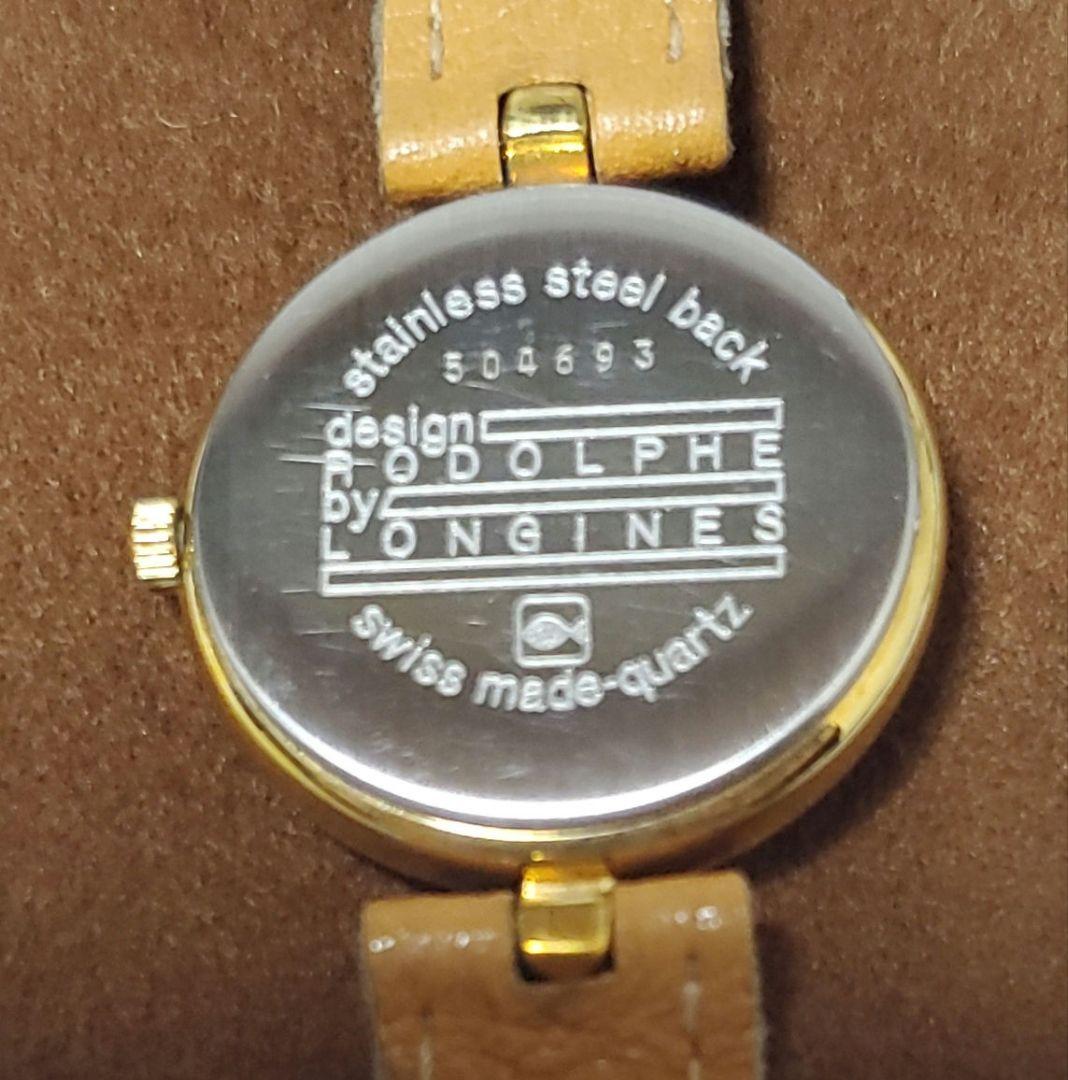 stainless steel back
504693
design
RODOLPHE
by
LONGINES
swiss made-quartz